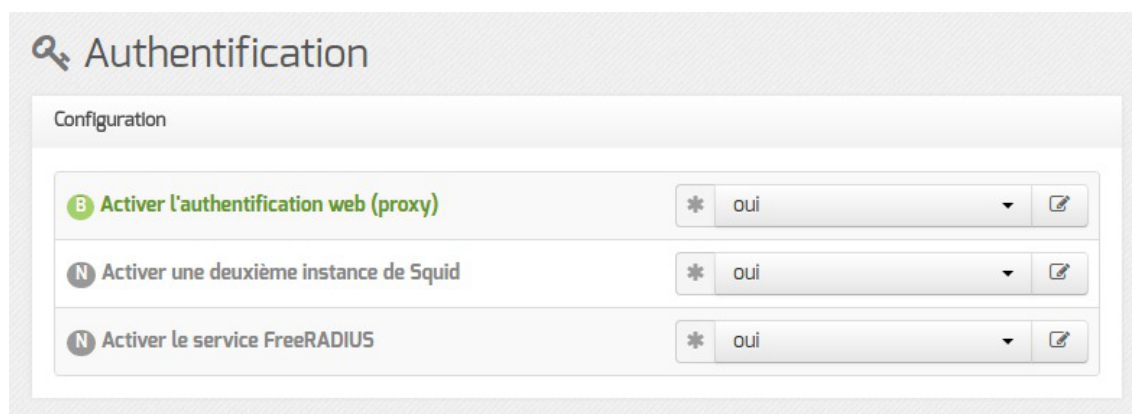 Authentification
Configuration
B Activer l'authentification web (proxy) * oui
N Activer une deuxième instance de Squid * oui
N Activer le service FreeRADIUS * oui